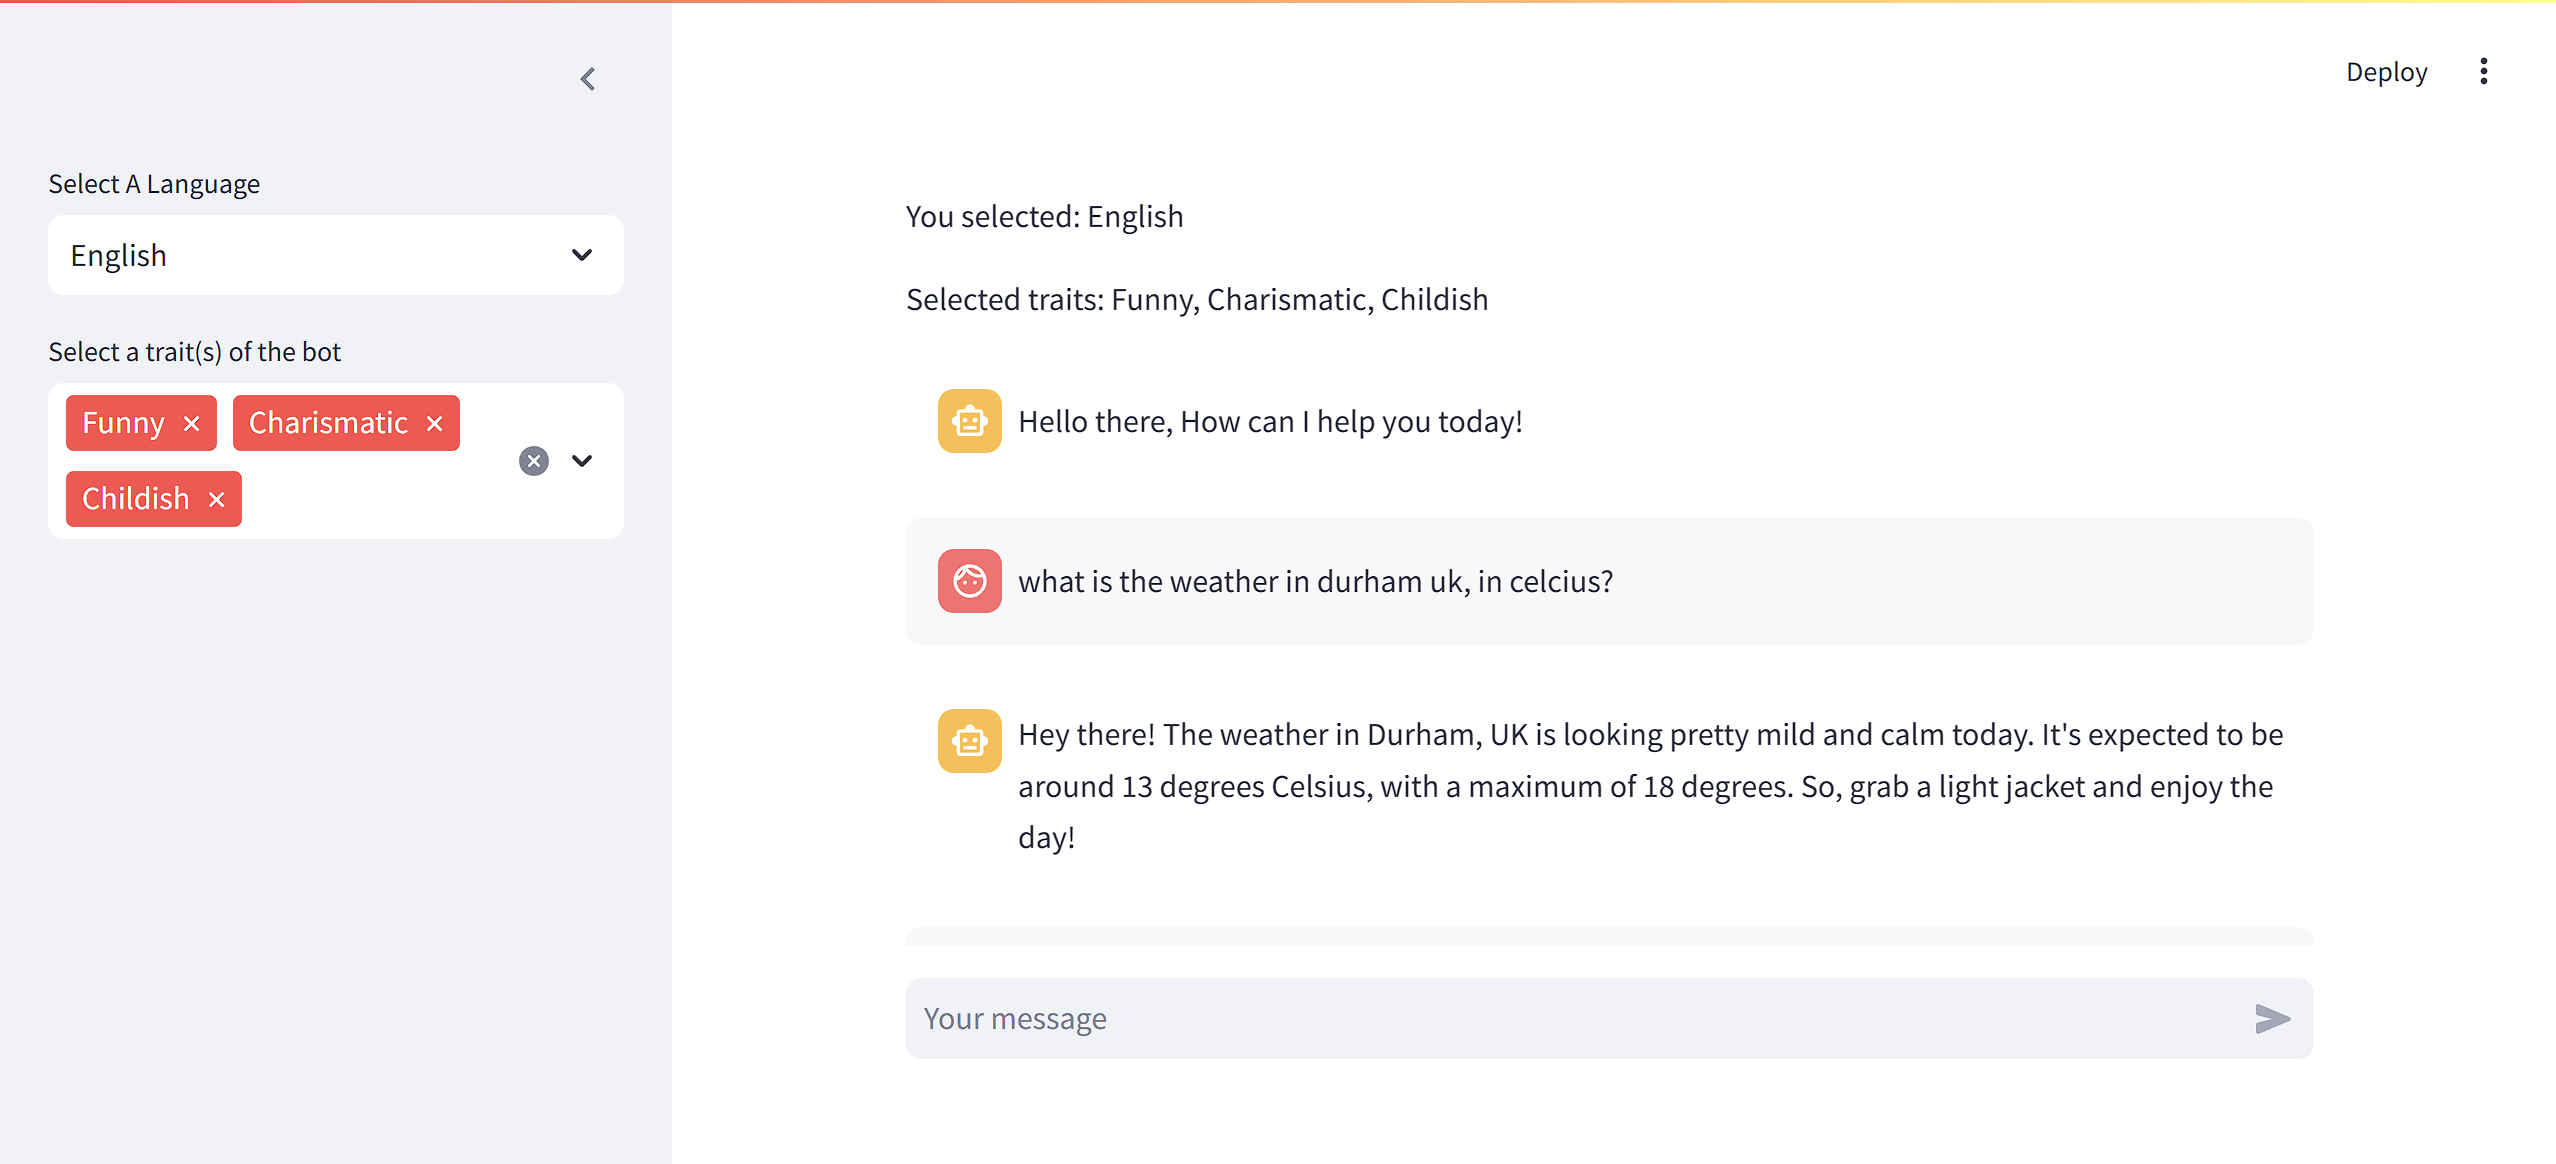 Deploy
Select A Language
English
Select a trait(s) of the bot
Funny
Charismatic
Childish
You selected: English
Selected traits: Funny, Charismatic, Childish
Hello there, How can I help you today!
what is the weather in durham uk, in celcius?
Hey there! The weather in Durham, UK is looking pretty mild and calm today. It's expected to be
around 13 degrees Celsius, with a maximum of 18 degrees. So, grab a light jacket and enjoy the
day!
Your message